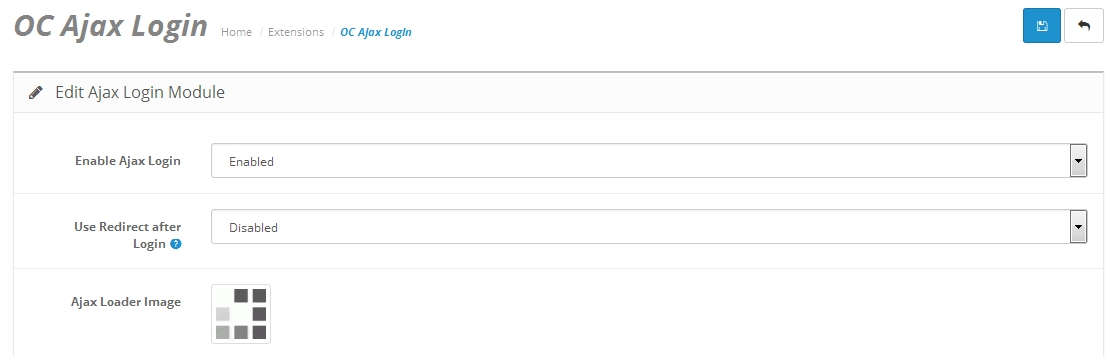 OC Ajax Login Home / Extensions / OC Ajax Login
Edit Ajax Login Module
Enable Ajax Login Enabled
Use Redirect after
Login ? Disabled
Ajax Loader Image